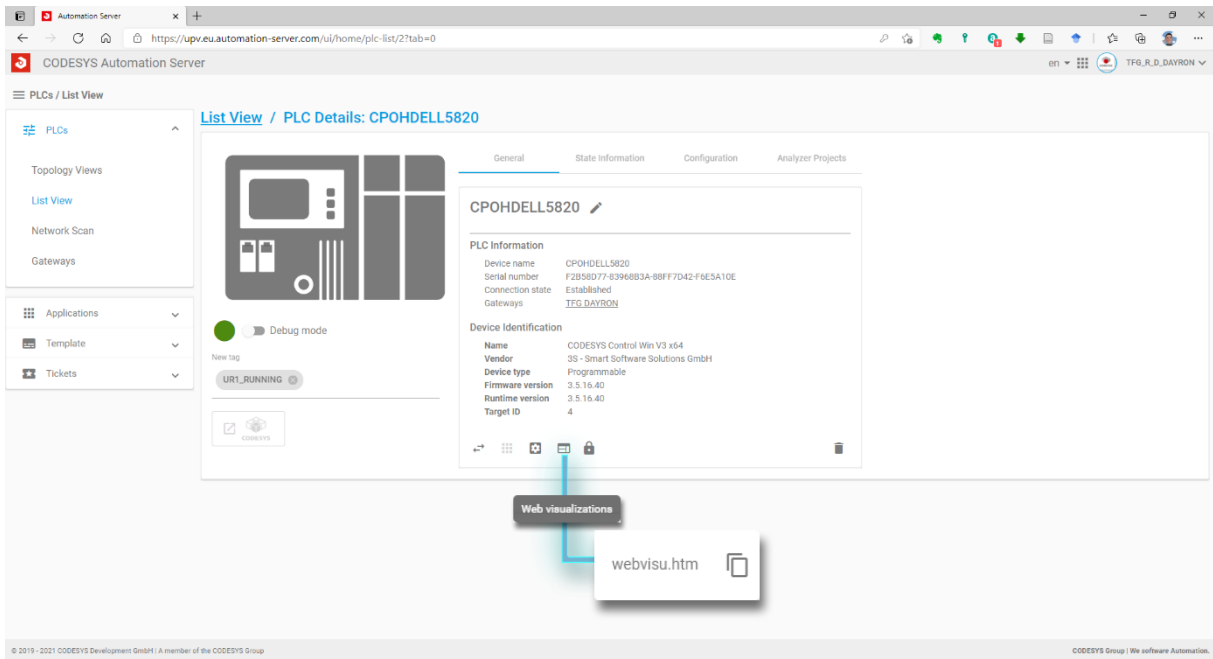 Automation Server
https://upv.eu.automation-server.com/ui/home/plc-list/2?tab=0
CODESYS Automation Server
en
TFG_R_D_DAYRON
PLCs / List View
PLCs
Topology Views
List View
Network Scan
Gateways
Applications
Template
Tickets
List View / PLC Details: CPOHDELL5820
Debug mode
New tag
UR1_RUNNING
CODESYS
General State Information Configuration Analyzer Projects
CPOHDELL5820
PLC Information
Device name CPOHDELL5820
Serial number F2B58D77-83968B3A-88FF7D42-F6E5A10E
Connection state Established
Gateways TFG DAYRON
Device Identification
Name CODESYS Control Win V3 x64
Vendor 3S - Smart Software Solutions GmbH
Device type Programmable
Firmware version 3.5.16.40
Runtime version 3.5.16.40
Target ID 4
Web visualizations
webvisu.htm
© 2019 - 2021 CODESYS Development GmbH | A member of the CODESYS Group
CODESYS Group | We software Automation.